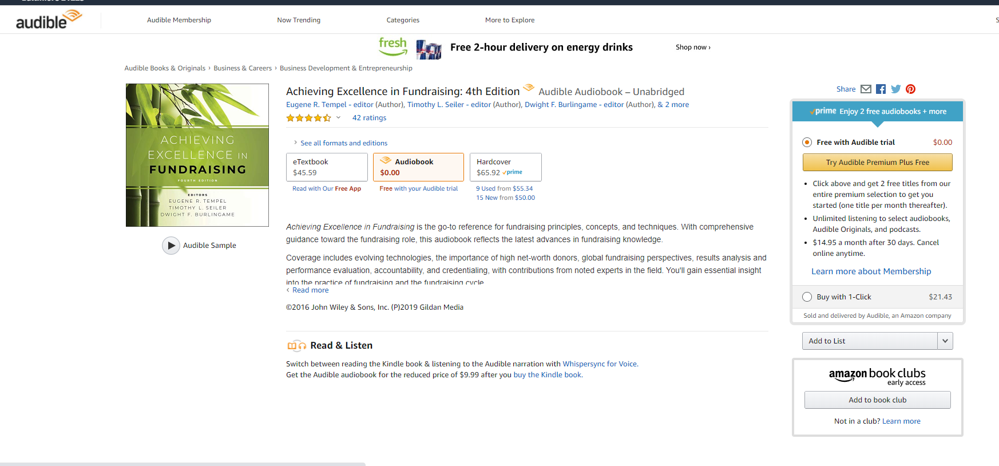 audible
Audible Membership
Now Trending
Categories
More to Explore
S
fresh
Free 2-hour delivery on energy drinks
Shop now ›
Audible Books & Originals › Business & Careers › Business Development & Entrepreneurship
ACHIEVING
EXCELLENCE IN
FUNDRAISING
FOURTH EDITION
EDITORS
EUGENE R. TEMPEL
TIMOTHY L. SEILER
DWIGHT F. BURLINGAME
Audible Sample
Achieving Excellence in Fundraising: 4th Edition Audible Audiobook – Unabridged
Eugene R. Tempel - editor (Author), Timothy L. Seiler - editor (Author), Dwight F. Burlingame - editor (Author), & 2 more
42 ratings
› See all formats and editions
eTextbook
$45.59
Read with Our Free App
Audiobook
$0.00
Free with your Audible trial
Hardcover
$65.92 prime
9 Used from $55.34
15 New from $50.00
Achieving Excellence in Fundraising is the go-to reference for fundraising principles, concepts, and techniques. With comprehensive
guidance toward the fundraising role, this audiobook reflects the latest advances in fundraising knowledge.
Coverage includes evolving technologies, the importance of high net-worth donors, global fundraising perspectives, results analysis and
performance evaluation, accountability, and credentialing, with contributions from noted experts in the field. You'll gain essential insight
into the practice of fundraising and the fundraising cycle
‹ Read more
©2016 John Wiley & Sons, Inc. (P)2019 Gildan Media
Read & Listen
Switch between reading the Kindle book & listening to the Audible narration with Whispersync for Voice.
Get the Audible audiobook for the reduced price of $9.99 after you buy the Kindle book.
Share
prime Enjoy 2 free audiobooks + more
Free with Audible trial $0.00
Try Audible Premium Plus Free
• Click above and get 2 free titles from our
entire premium selection to get you
started (one title per month thereafter).
• Unlimited listening to select audiobooks,
Audible Originals, and podcasts.
• $14.95 a month after 30 days. Cancel
online anytime.
Learn more about Membership
Buy with 1-Click $21.43
Sold and delivered by Audible, an Amazon company
Add to List
amazon book clubs
early access
Add to book club
Not in a club? Learn more